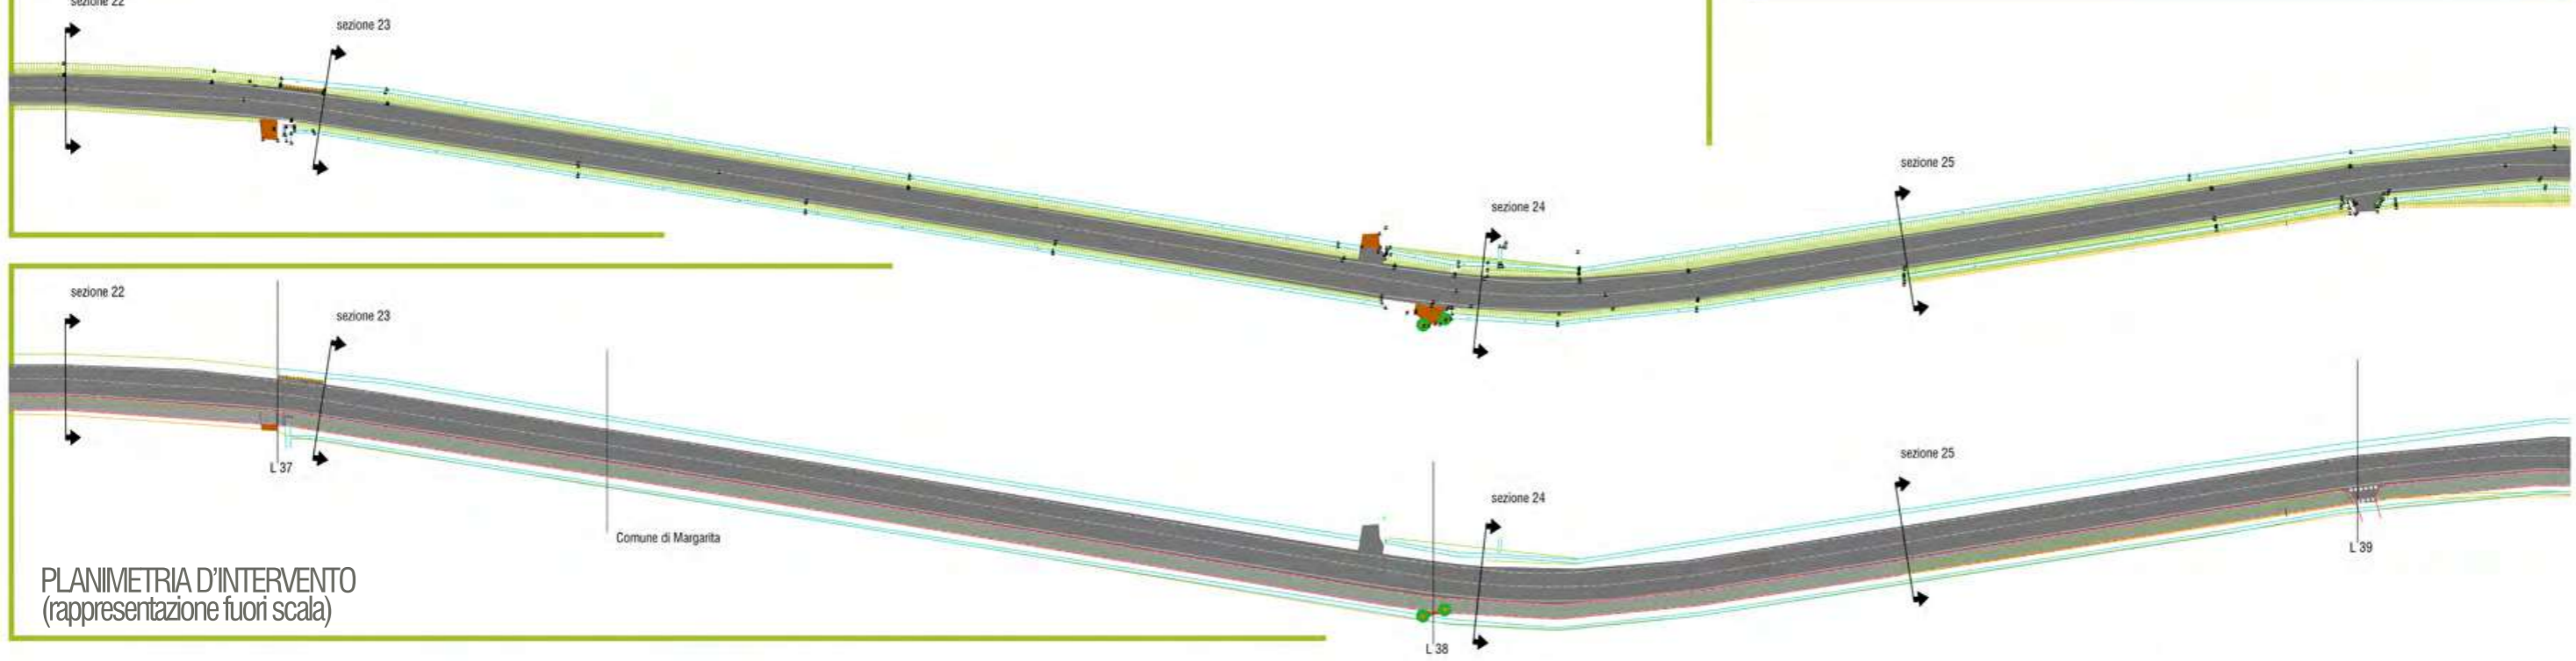 sezione 22
sezione 23
sezione 24
sezione 25
sezione 22
sezione 23
L 37
Comune di Margarita
sezione 24
L 38
sezione 25
L 39
PLANIMETRIA D'INTERVENTO
(rappresentazione fuori scala)